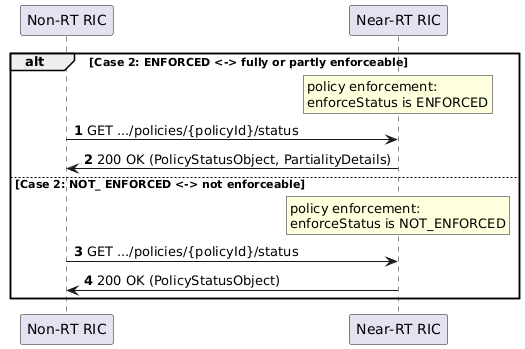 Non-RT RIC
Near-RT RIC
alt
[Case 2: ENFORCED <-> fully or partly enforceable]
policy enforcement:
enforceStatus is ENFORCED
1 GET .../policies/{policyId}/status
2 200 OK (PolicyStatusObject, PartialityDetails)
[Case 2: NOT_ ENFORCED <-> not enforceable]
policy enforcement:
enforceStatus is NOT_ENFORCED
3 GET .../policies/{policyId}/status
4 200 OK (PolicyStatusObject)
Non-RT RIC
Near-RT RIC